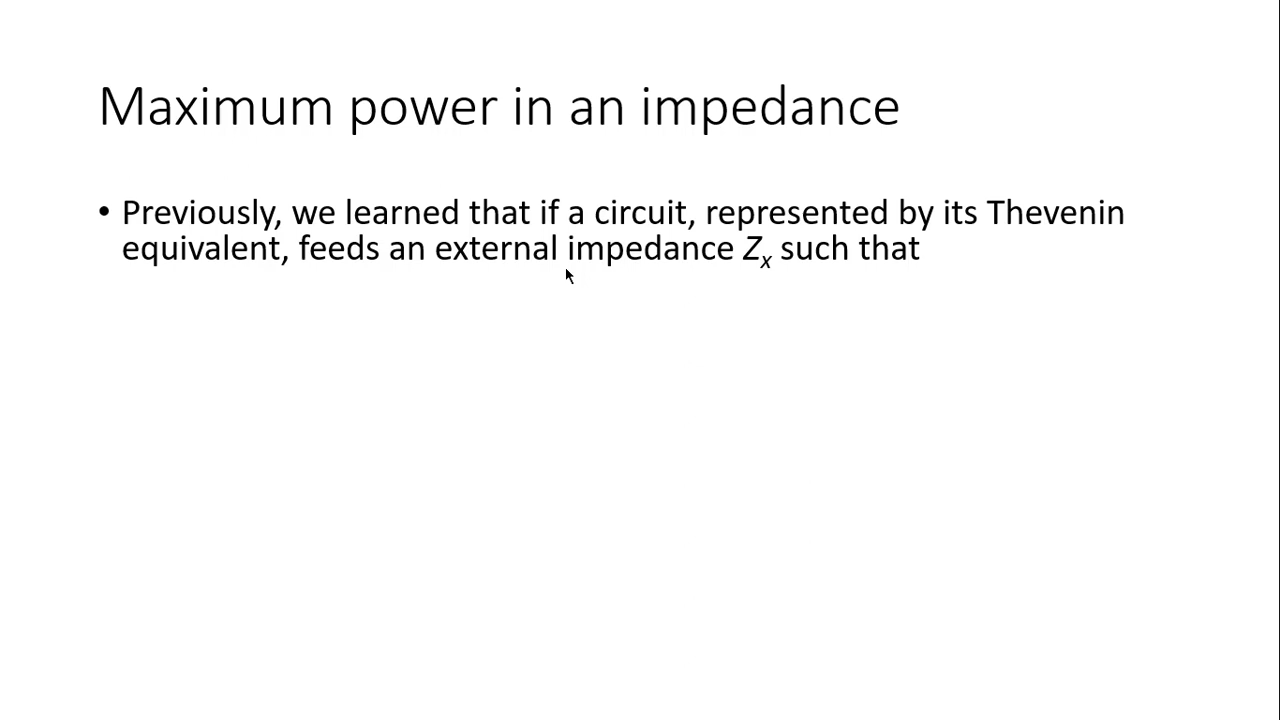 Maximum power in an impedance
• Previously, we learned that if a circuit, represented by its Thevenin
equivalent, feeds an external impedance Zₓ such that